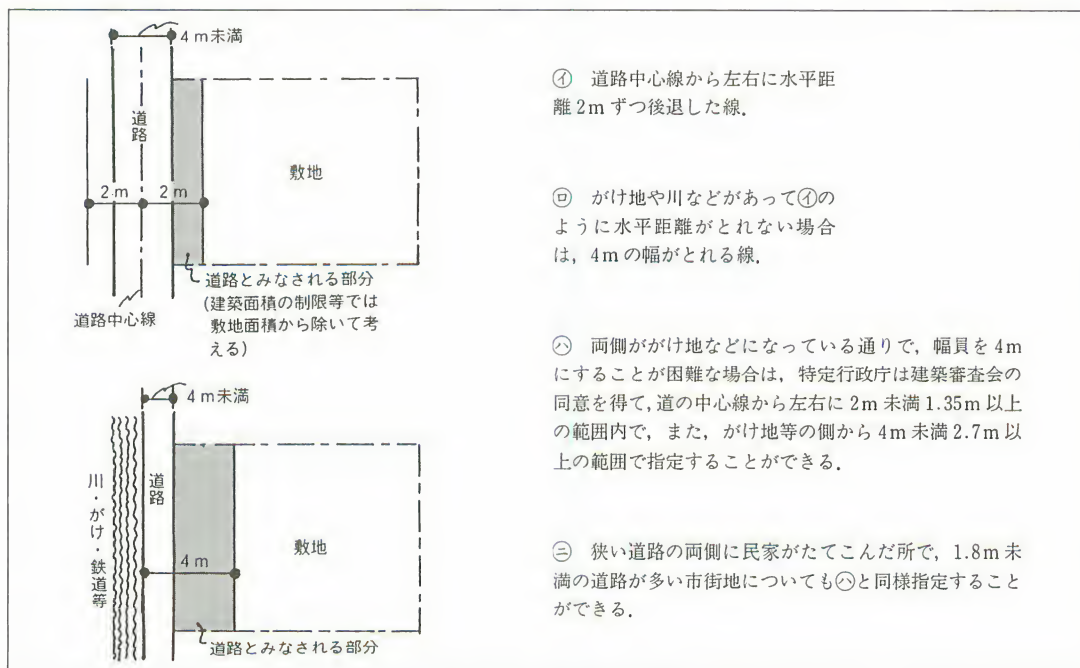 4m未満
道路
2m
2m
敷地
道路とみなされる部分
(建築面積の制限等では
敷地面積から除いて考
える)
道路中心線
4m未満
川・がけ・鉄道等
道路
4m
敷地
道路とみなされる部分
㋑ 道路中心線から左右に水平距
離2mずつ後退した線.
㋺ がけ地や川などがあって㋑の
ように水平距離がとれない場合
は,4mの幅がとれる線.
㋩ 両側ががけ地などになっている通りで,幅員を4m
にすることが困難な場合は,特定行政庁は建築審査会の
同意を得て,道の中心線から左右に2m未満1.35m以上
の範囲内で,また,がけ地等の側から4m未満2.7m以
上の範囲で指定することができる.
㋥ 狭い道路の両側に民家がたてこんだ所で,1.8m未
満の道路が多い市街地についても㋩と同様指定すること
ができる.